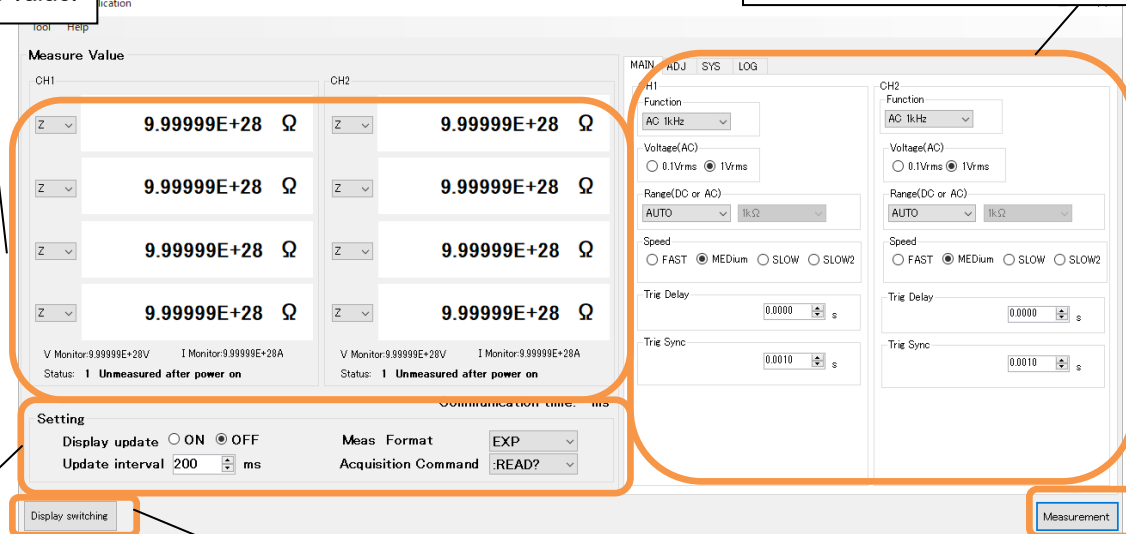 value.
lication
Tool Help
Measure Value
MAIN ADJ SYS LOG
CH1
CH2
Z 9.99999E+28 Ω
Z 9.99999E+28 Ω
Z 9.99999E+28 Ω
Z 9.99999E+28 Ω
V Monitor:9.99999E+28V I Monitor:9.99999E+28A
Status: 1 Unmeasured after power on
Z 9.99999E+28 Ω
Z 9.99999E+28 Ω
Z 9.99999E+28 Ω
Z 9.99999E+28 Ω
V Monitor:9.99999E+28V I Monitor:9.99999E+28A
Status: 1 Unmeasured after power on
CH1
Function
AC 1kHz
Voltage(AC)
0.1Vrms 1Vrms
Range(DC or AC)
AUTO 1kΩ
Speed
FAST MEDium SLOW SLOW2
Trig Delay
0.0000 s
Trig Sync
0.0010 s
CH2
Function
AC 1kHz
Voltage(AC)
0.1Vrms 1Vrms
Range(DC or AC)
AUTO 1kΩ
Speed
FAST MEDium SLOW SLOW2
Trig Delay
0.0000 s
Trig Sync
0.0010 s
Communication time: ms
Setting
Display update ON OFF
Update interval 200 ms
Meas Format EXP
Acquisition Command :READ?
Display switching
Measurement